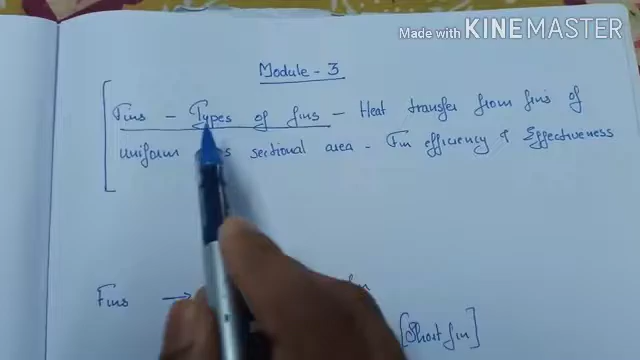 Made with KINEMASTER
Module - 3
Fins - Types of fins - Heat transfer from fins of
uniform sectional area - Fin efficiency & Effectiveness
Fins →
[Short fin]